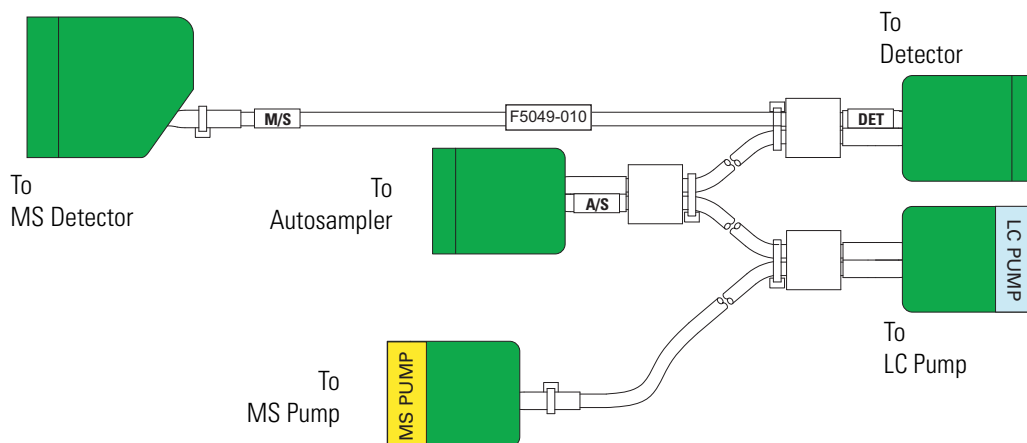 To
Detector
M/S
F5049-010
DET
To
MS Detector
To
Autosampler
A/S
LC PUMP
To
LC Pump
MS PUMP
To
MS Pump